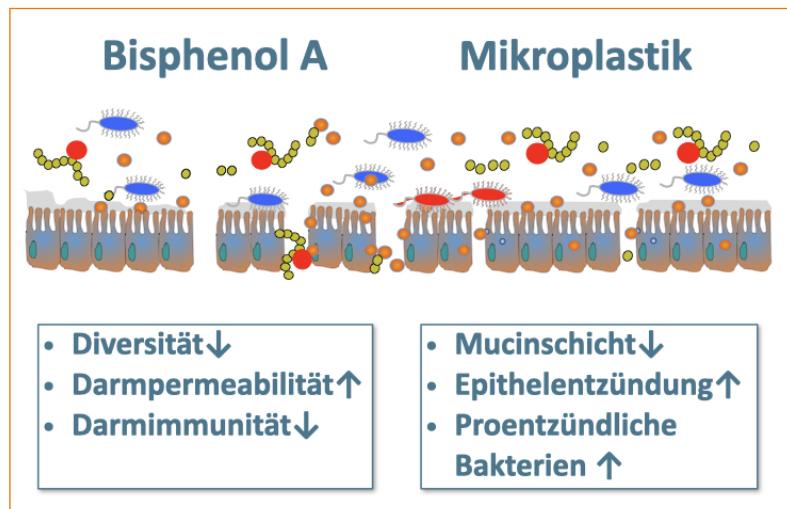 Bisphenol A
Mikroplastik
• Diversität↓
• Darmpermeabilität↑
• Darmimmunität↓
• Mucinschicht↓
• Epithelentzündung↑
• Proentzündliche
Bakterien ↑